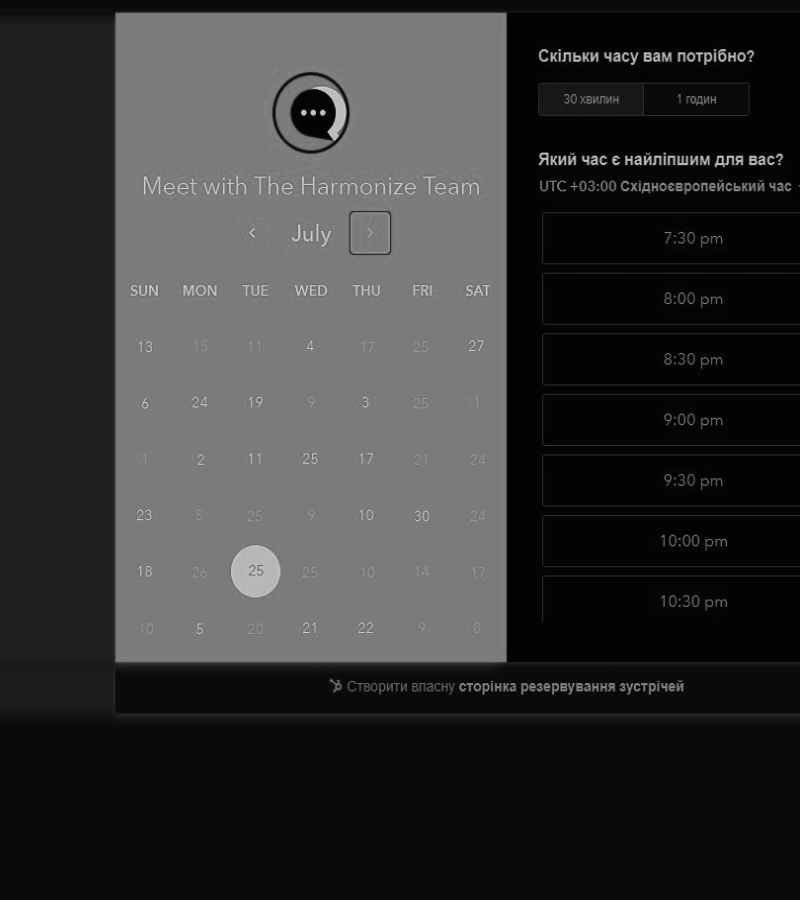 Meet with The Harmonize Team
July
SUN MON TUE WED THU FRI SAT
13 15 11 4 17 25 27
6 24 19 9 3 25 1
1 2 11 25 17 21 24
23 5 25 9 10 30 24
18 26 25 25 10 14 17
10 5 20 21 22 9 8
Скільки часу вам потрібно?
30 хвилин 1 годин
Який час є найліпшим для вас?
UTC +03:00 Східноєвропейський час
7:30 pm
8:00 pm
8:30 pm
9:00 pm
9:30 pm
10:00 pm
10:30 pm
Створити власну сторінка резервування зустрічей